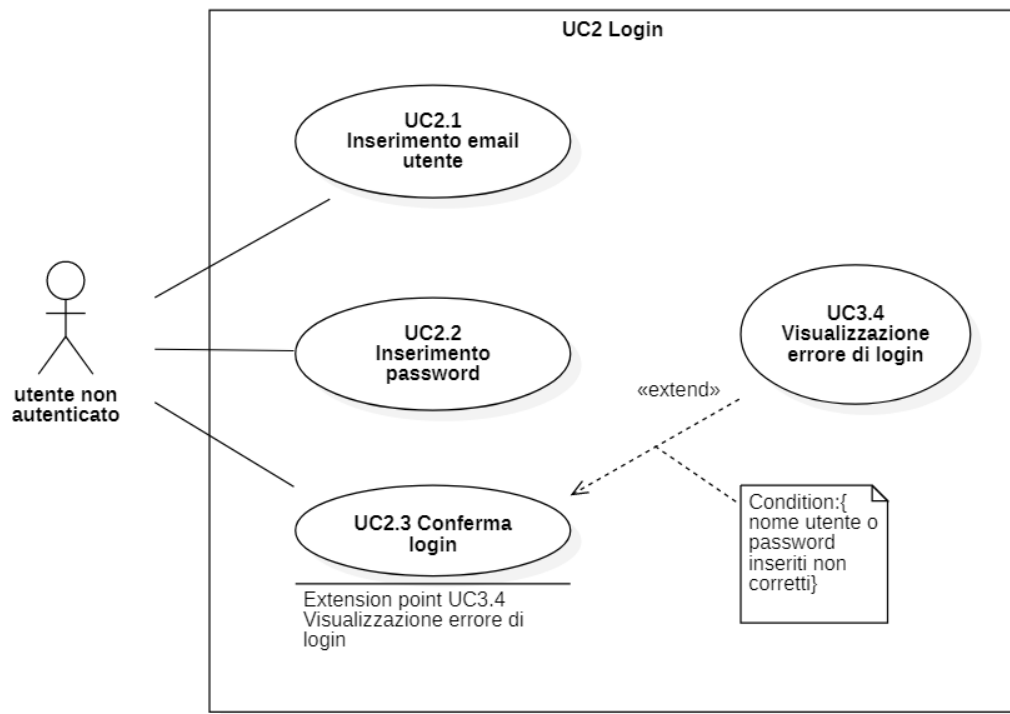 UC2 Login
UC2.1
Inserimento email
utente
utente non
autenticato
UC2.2
Inserimento
password
UC3.4
Visualizzazione
errore di login
«extend»
UC2.3 Conferma
login
Extension point UC3.4
Visualizzazione errore di
login
Condition:{
nome utente o
password
inseriti non
corretti}